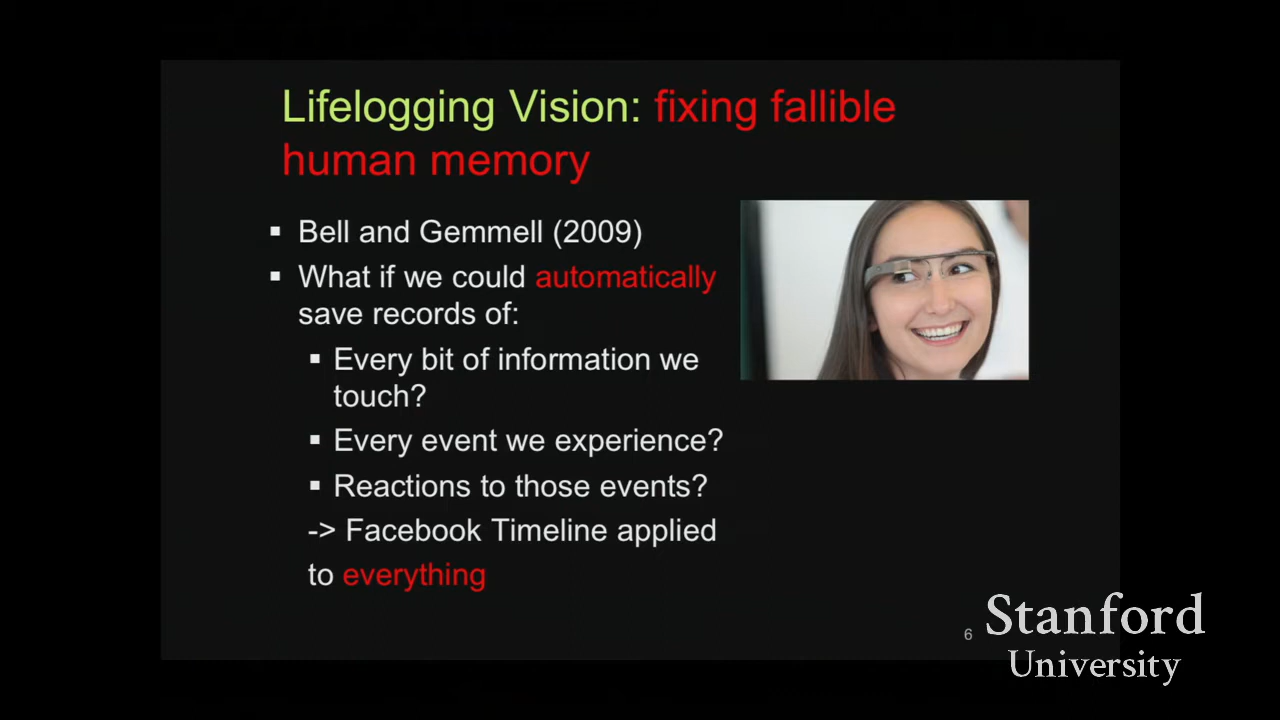 Lifelogging Vision: fixing fallible
human memory
▪ Bell and Gemmell (2009)
▪ What if we could automatically
save records of:
▪ Every bit of information we
touch?
▪ Every event we experience?
▪ Reactions to those events?
-> Facebook Timeline applied
to everything
6
Stanford
University